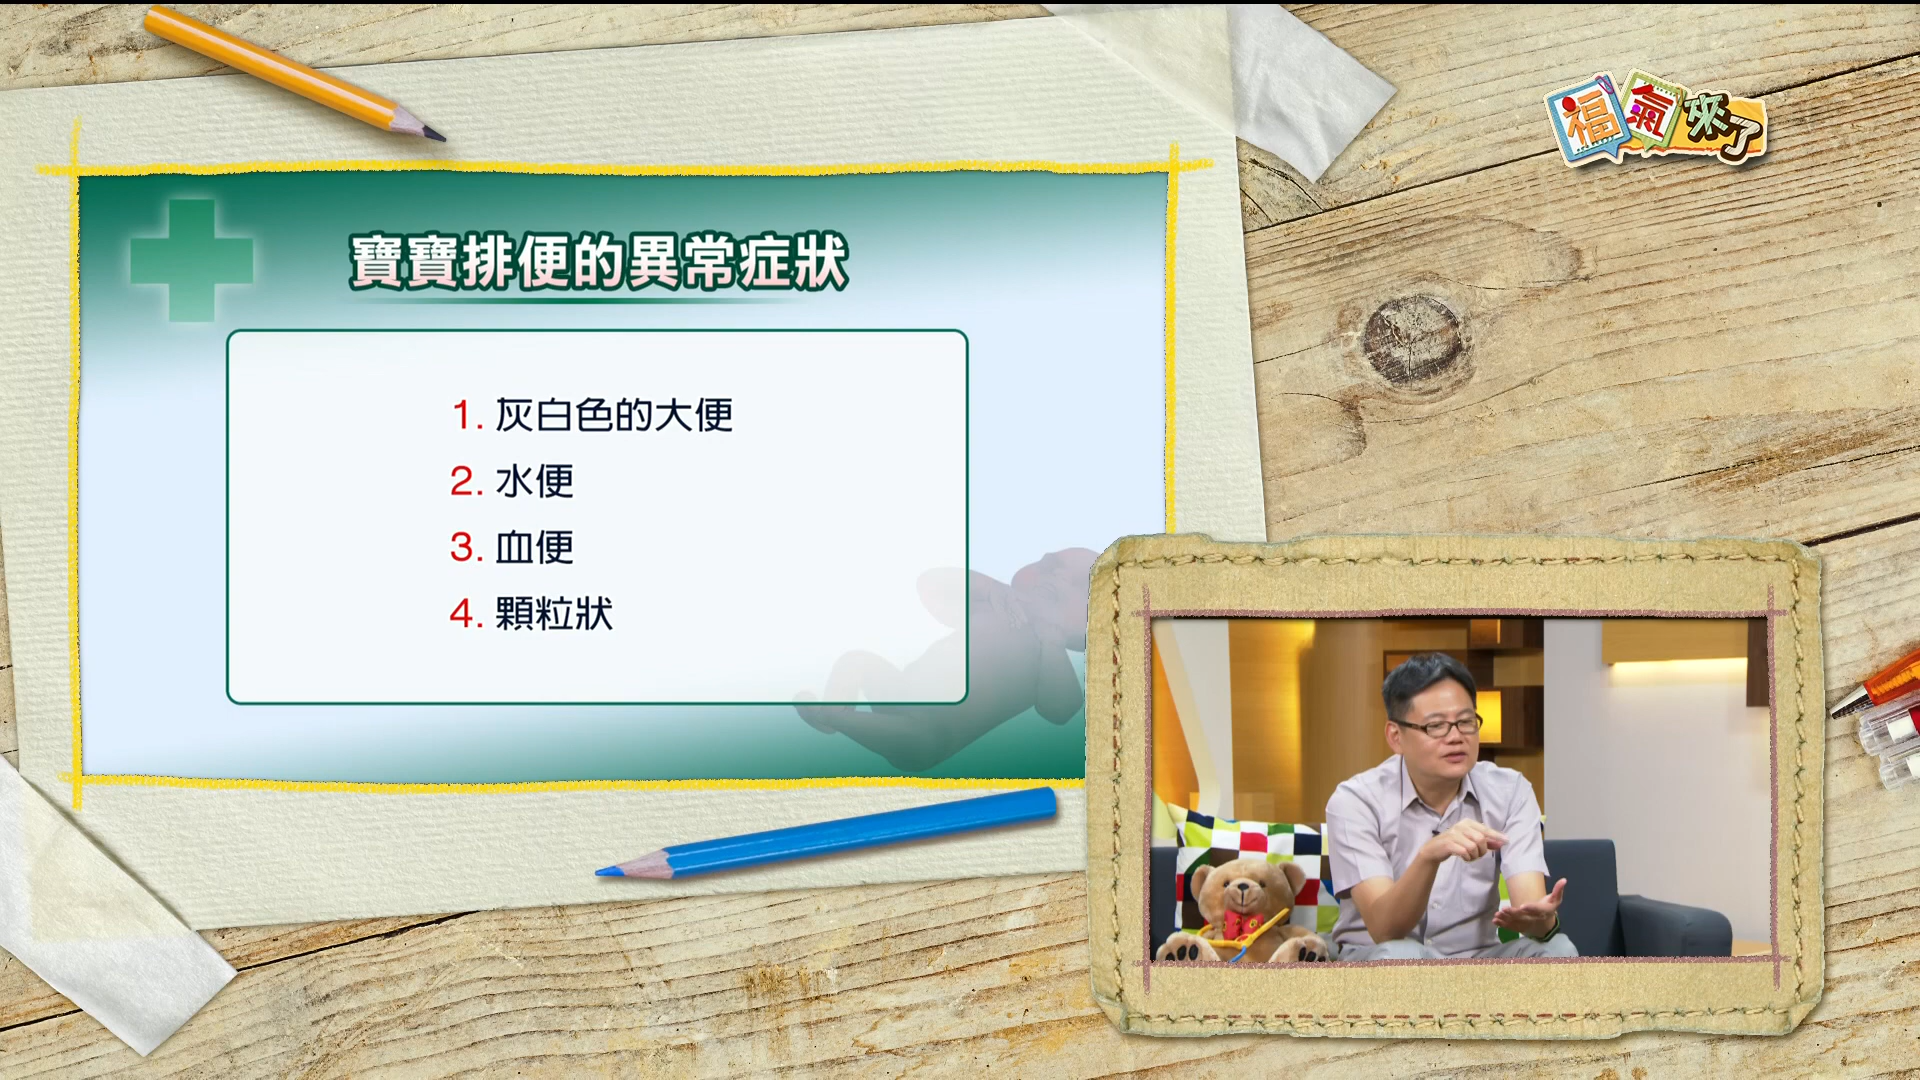 福氣來了
寶寶排便的異常症狀
1. 灰白色的大便
2. 水便
3. 血便
4. 顆粒狀